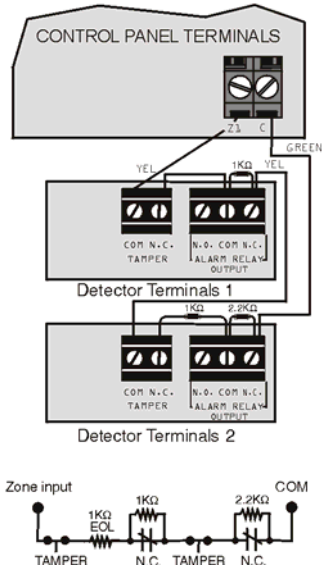 CONTROL PANEL TERMINALS
Z1 C
GREEN
YEL
1KΩ
YEL
COM N.C.
TAMPER
N.O. COM N.C.
ALARM RELAY
OUTPUT
Detector Terminals 1
1KΩ
2.2KΩ
COM N.C.
TAMPER
N.O. COM N.C.
ALARM RELAY
OUTPUT
Detector Terminals 2
Zone input
COM
1KΩ
EOL
1KΩ
2.2KΩ
TAMPER
N.C.
TAMPER
N.C.